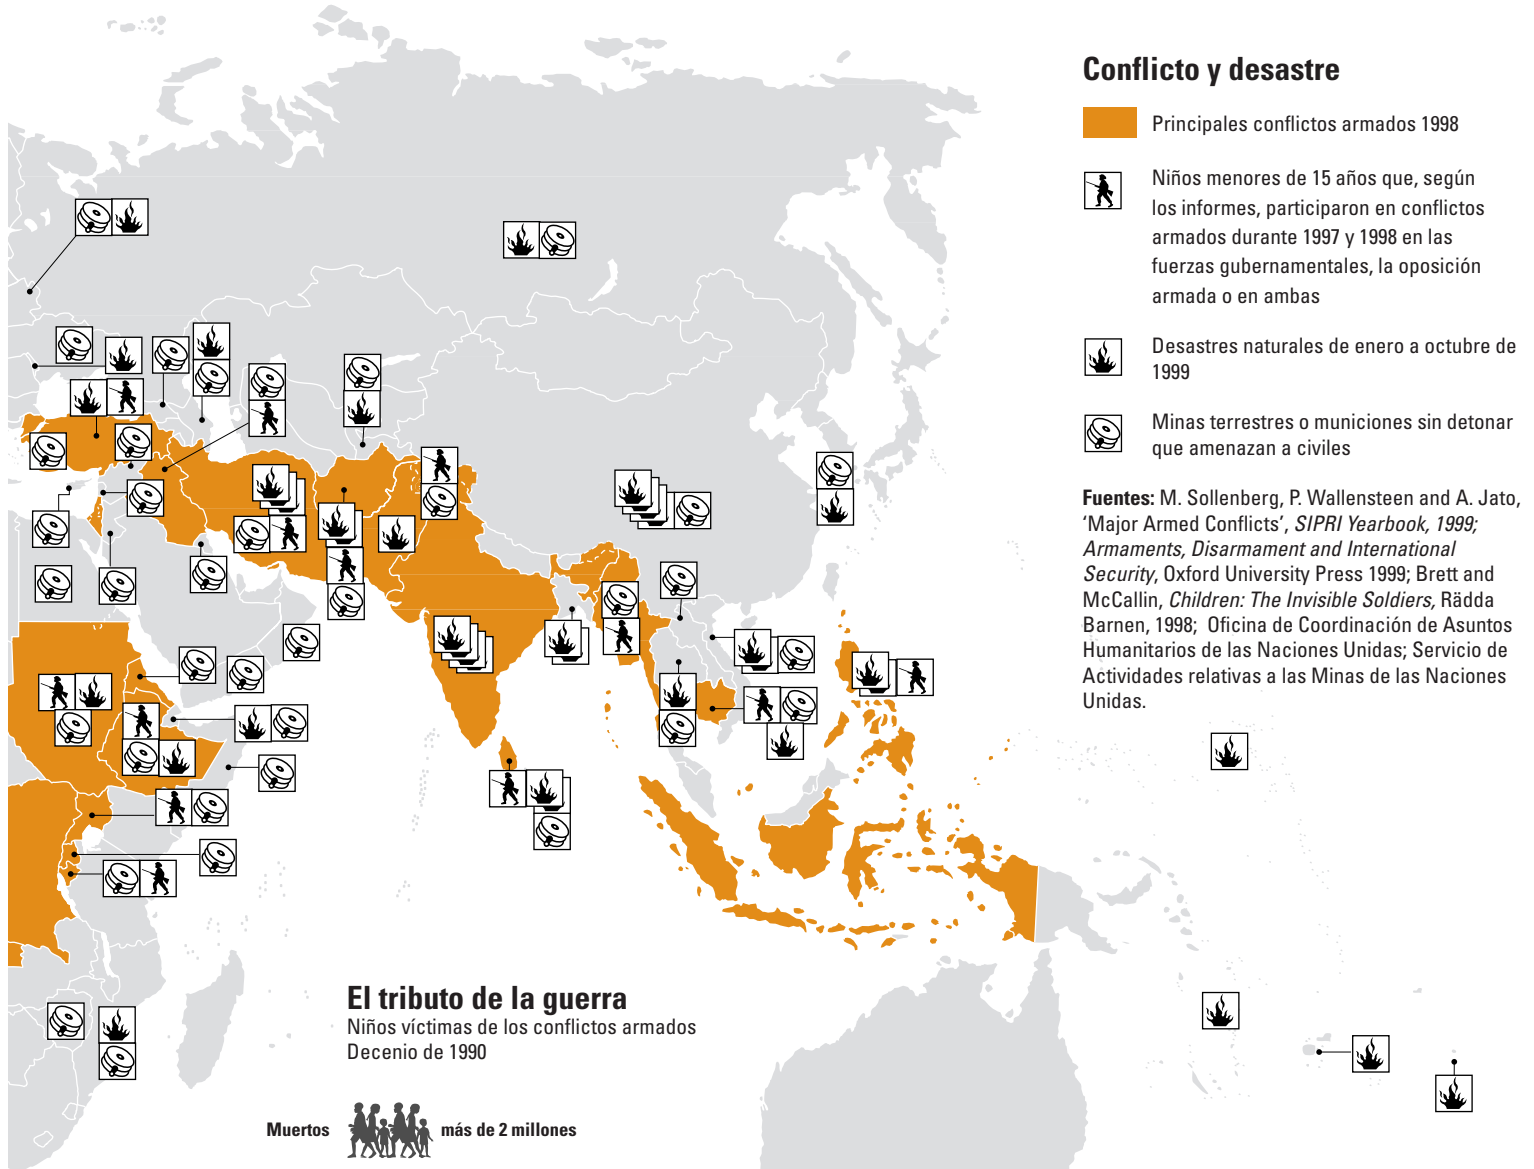 Conflicto y desastre
Principales conflictos armados 1998
Niños menores de 15 años que, según
los informes, participaron en conflictos
armados durante 1997 y 1998 en las
fuerzas gubernamentales, la oposición
armada o en ambas
Desastres naturales de enero a octubre de
1999
Minas terrestres o municiones sin detonar
que amenazan a civiles
Fuentes: M. Sollenberg, P. Wallensteen and A. Jato,
‘Major Armed Conflicts’, SIPRI Yearbook, 1999;
Armaments, Disarmament and International
Security, Oxford University Press 1999; Brett and
McCallin, Children: The Invisible Soldiers, Rädda
Barnen, 1998; Oficina de Coordinación de Asuntos
Humanitarios de las Naciones Unidas; Servicio de
Actividades relativas a las Minas de las Naciones
Unidas.
El tributo de la guerra
Niños víctimas de los conflictos armados
Decenio de 1990
Muertos más de 2 millones